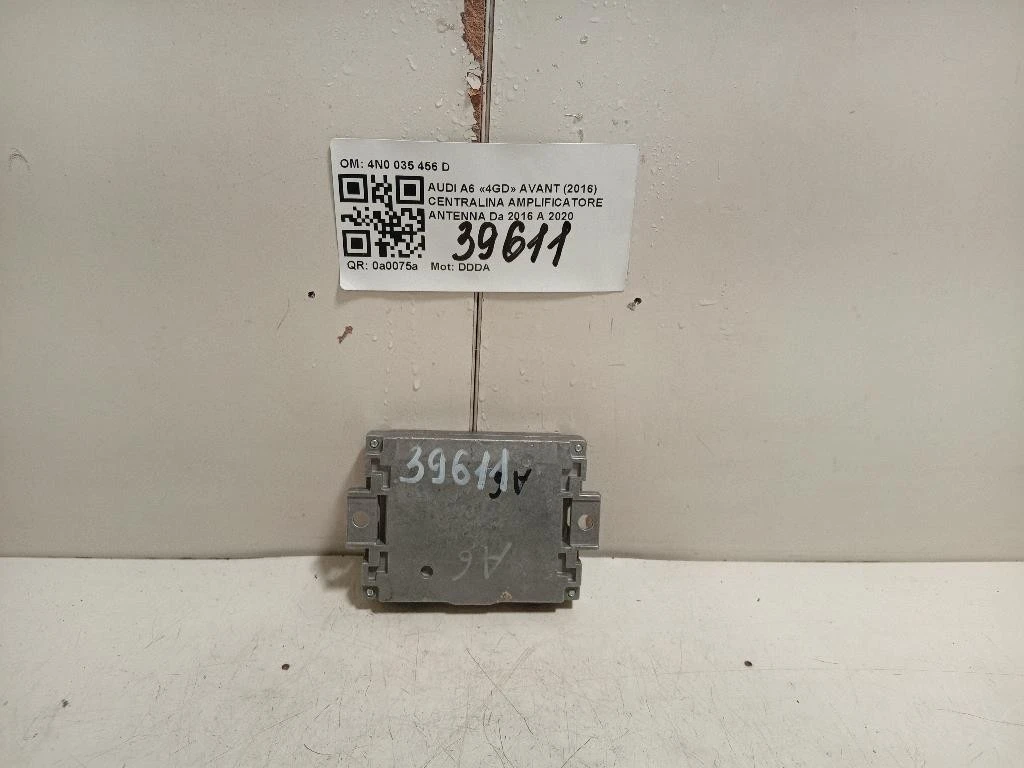 OM: 4N0 035 456 D
AUDI A6 «4GD» AVANT (2016)
CENTRALINA AMPLIFICATORE
ANTENNA Da 2016 A 2020
39611
QR: 0a0075a Mot: DDDA
39611
A6
A6